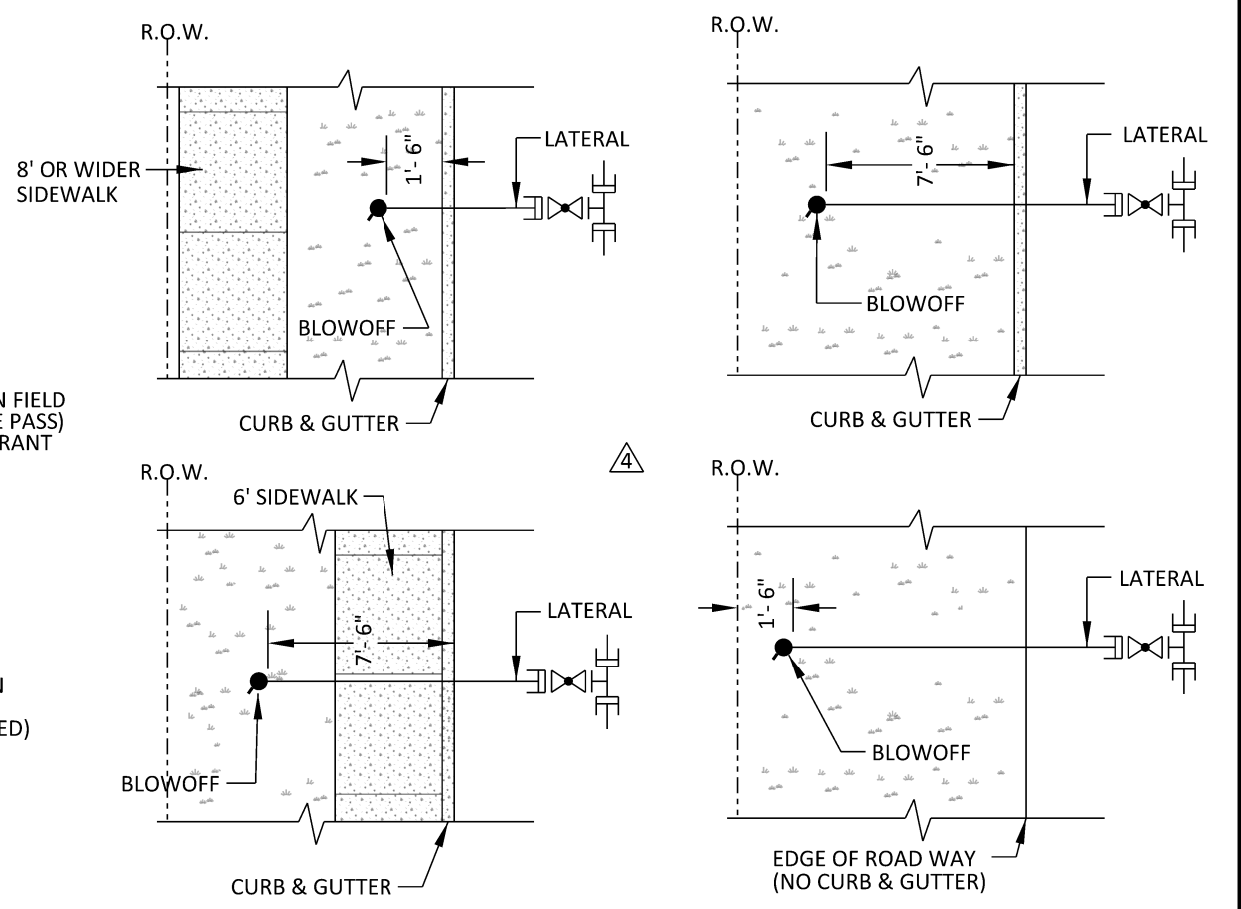 R.O.W.
8' OR WIDER
SIDEWALK
1'- 6"
LATERAL
BLOWOFF
CURB & GUTTER
R.O.W.
7'- 6"
LATERAL
BLOWOFF
CURB & GUTTER
N FIELD
E PASS)
RANT
4
R.O.W.
6' SIDEWALK
7'- 6"
LATERAL
BLOWOFF
CURB & GUTTER
N
ED)
R.O.W.
1'- 6"
LATERAL
BLOWOFF
EDGE OF ROAD WAY
(NO CURB & GUTTER)